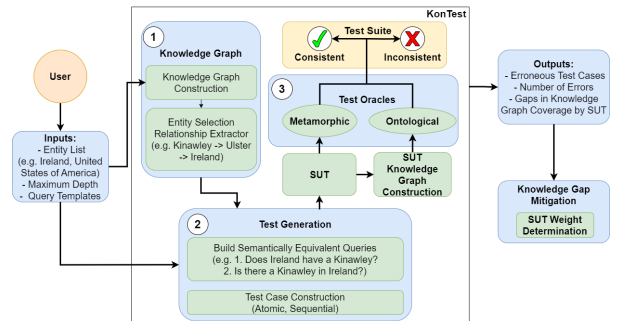 KonTest
User
Inputs:
- Entity List
(e.g. Ireland, United
States of America)
- Maximum Depth
- Query Templates
1
Knowledge Graph
Knowledge Graph
Construction
Entity Selection
Relationship Extractor
(e.g. Kinawley -> Ulster
-> Ireland)
2
Test Generation
Build Semantically Equivalent Queries
(e.g. 1. Does Ireland have a Kinawley?
2. Is there a Kinawley in Ireland?)
Test Case Construction
(Atomic, Sequential)
Test Suite
Consistent
Inconsistent
3
Test Oracles
Metamorphic
Ontological
SUT
SUT
Knowledge
Graph
Construction
Outputs:
- Erroneous Test Cases
- Number of Errors
- Gaps in Knowledge
Graph Coverage by SUT
Knowledge Gap
Mitigation
SUT Weight
Determination